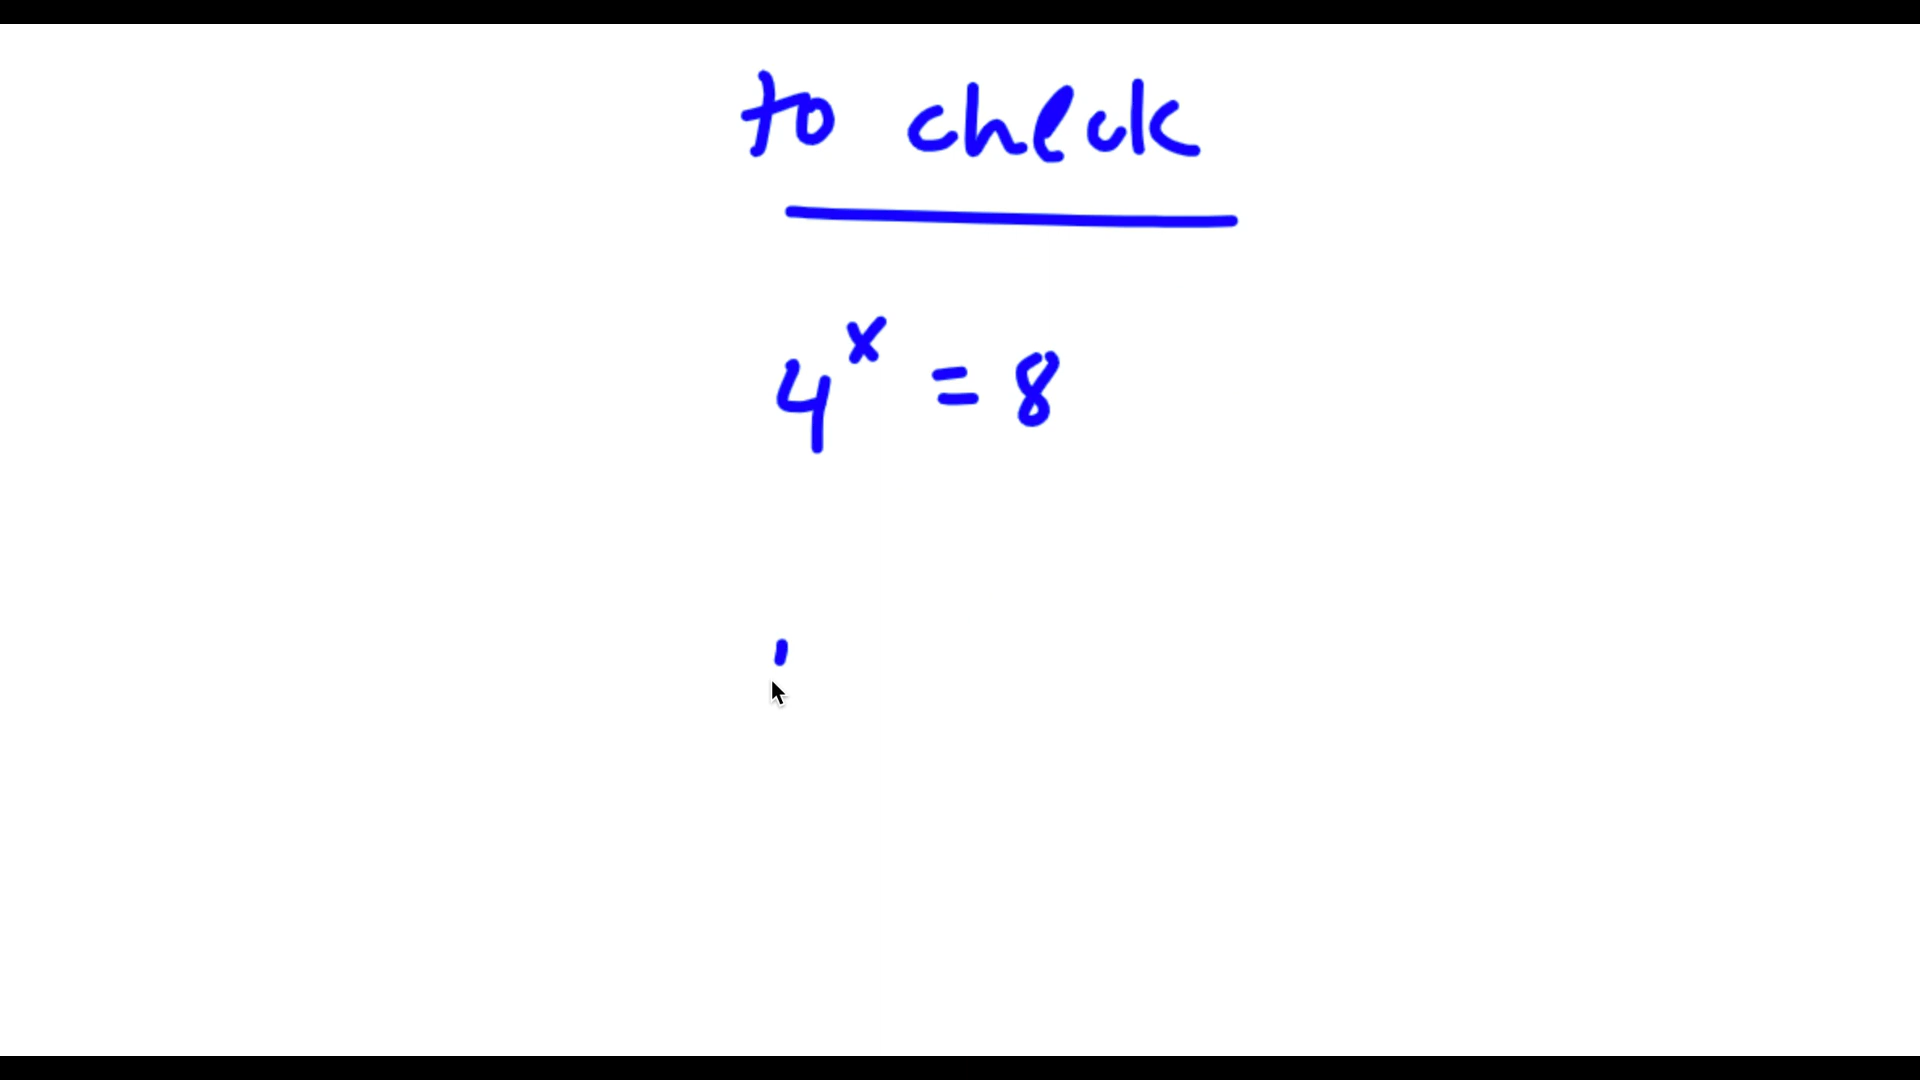 to check
4^x = 8